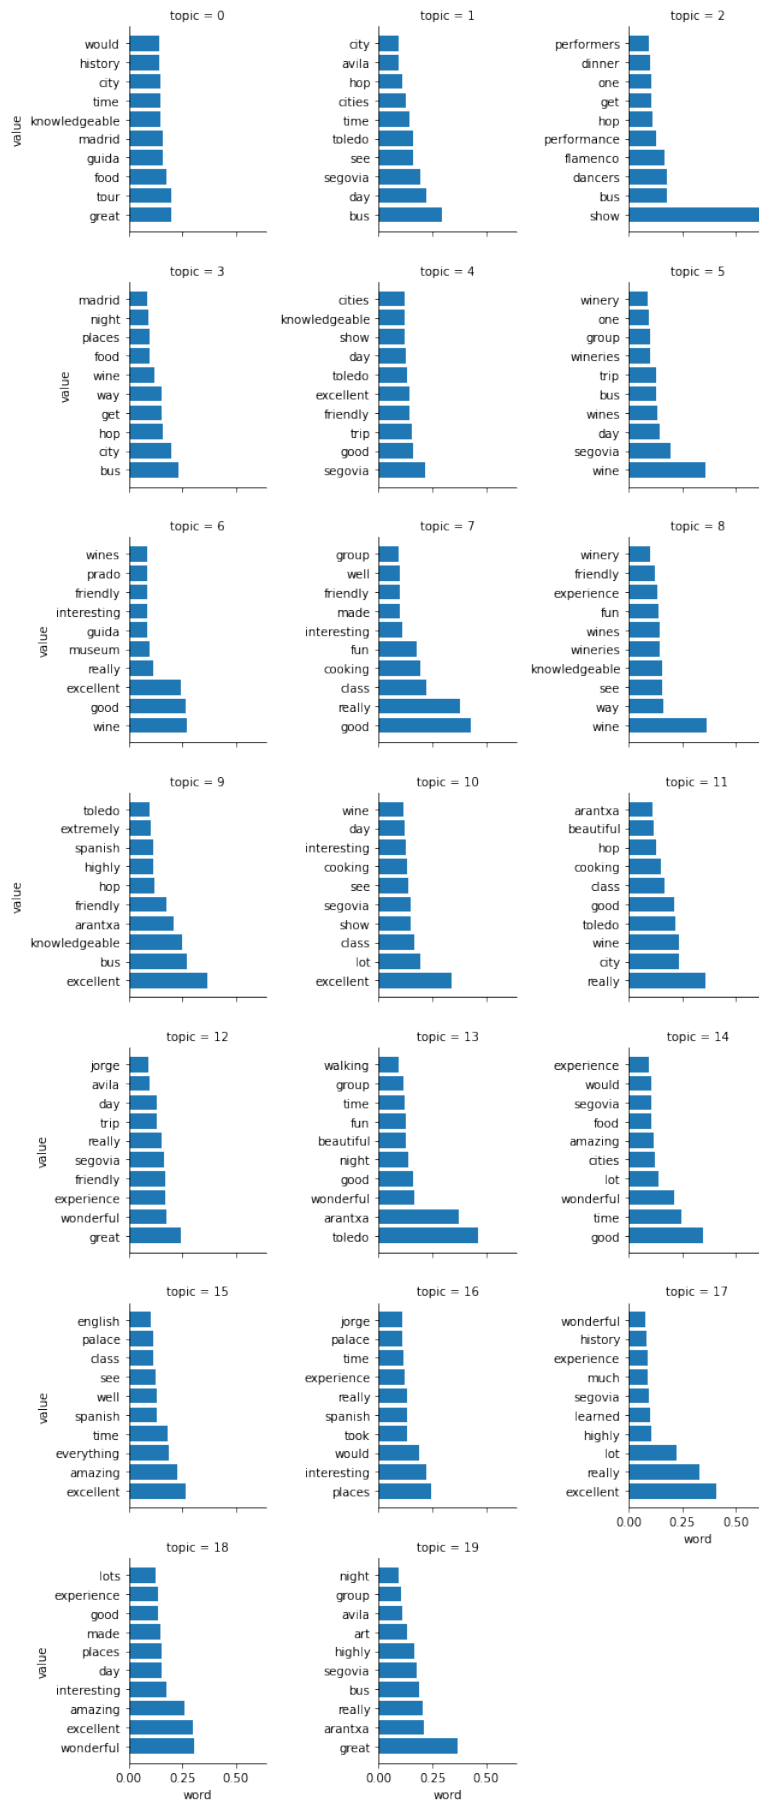 topic = 0
would
history
city
time
knowledgeable
madrid
guida
food
tour
great
value
topic = 1
city
avila
hop
cities
time
toledo
see
segovia
day
bus
topic = 2
performers
dinner
one
get
hop
performance
flamenco
dancers
bus
show
topic = 3
madrid
night
places
food
wine
way
get
hop
city
bus
value
topic = 4
cities
knowledgeable
show
day
toledo
excellent
friendly
trip
good
segovia
topic = 5
winery
one
group
wineries
trip
bus
wines
day
segovia
wine
topic = 6
wines
prado
friendly
interesting
guida
museum
really
excellent
good
wine
value
topic = 7
group
well
friendly
made
interesting
fun
cooking
class
really
good
topic = 8
winery
friendly
experience
fun
wines
wineries
knowledgeable
see
way
wine
topic = 9
toledo
extremely
spanish
highly
hop
friendly
arantxa
knowledgeable
bus
excellent
value
topic = 10
wine
day
interesting
cooking
see
segovia
show
class
lot
excellent
topic = 11
arantxa
beautiful
hop
cooking
class
good
toledo
wine
city
really
topic = 12
jorge
avila
day
trip
really
segovia
friendly
experience
wonderful
great
value
topic = 13
walking
group
time
fun
beautiful
night
good
wonderful
arantxa
toledo
topic = 14
experience
would
segovia
food
amazing
cities
lot
wonderful
time
good
topic = 15
english
palace
class
see
well
spanish
time
everything
amazing
excellent
value
topic = 16
jorge
palace
time
experience
really
spanish
took
would
interesting
places
topic = 17
wonderful
history
experience
much
segovia
learned
highly
lot
really
excellent
0.00 0.25 0.50
word
topic = 18
lots
experience
good
made
places
day
interesting
amazing
excellent
wonderful
value
0.00 0.25 0.50
word
topic = 19
night
group
avila
art
highly
segovia
bus
really
arantxa
great
0.00 0.25 0.50
word